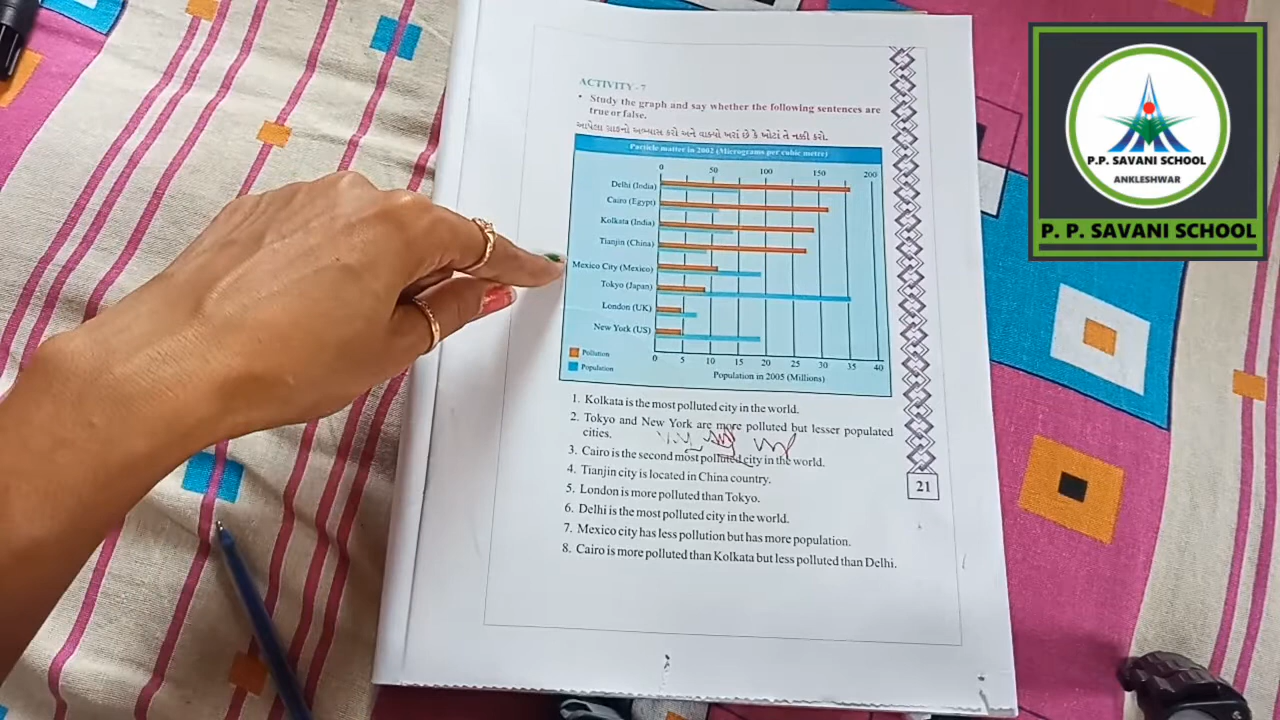 ACTIVITY - 7
• Study the graph and say whether the following sentences are
true or false.
આપેલા ગ્રાફનો અભ્યાસ કરો અને વાક્યો ખરાં છે કે ખોટાં તે નક્કી કરો.
Particle matter in 2002 (Micrograms per cubic metre)
0 50 100 150 200
Delhi (India)
Cairo (Egypt)
Kolkata (India)
Tianjin (China)
Mexico City (Mexico)
Tokyo (Japan)
London (UK)
New York (US)
0 5 10 15 20 25 30 35 40
Pollution
Population
Population in 2005 (Millions)
1. Kolkata is the most polluted city in the world.
2. Tokyo and New York are more polluted but lesser populated
cities.
3. Cairo is the second most polluted city in the world.
4. Tianjin city is located in China country.
5. London is more polluted than Tokyo.
6. Delhi is the most polluted city in the world.
7. Mexico city has less pollution but has more population.
8. Cairo is more polluted than Kolkata but less polluted than Delhi.
21
P.P. SAVANI SCHOOL
ANKLESHWAR
P. P. SAVANI SCHOOL